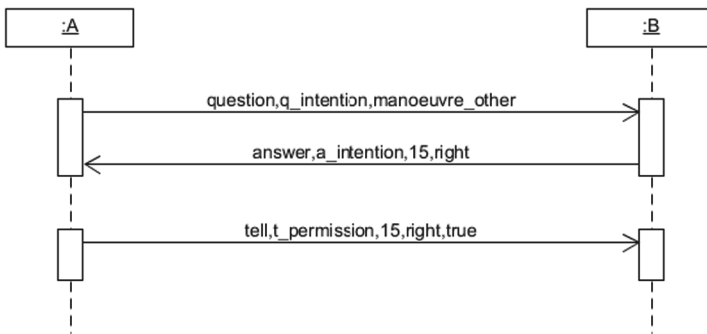 :A
:B
question,q_intention,manoeuvre_other
answer,a_intention,15,right
tell,t_permission,15,right,true